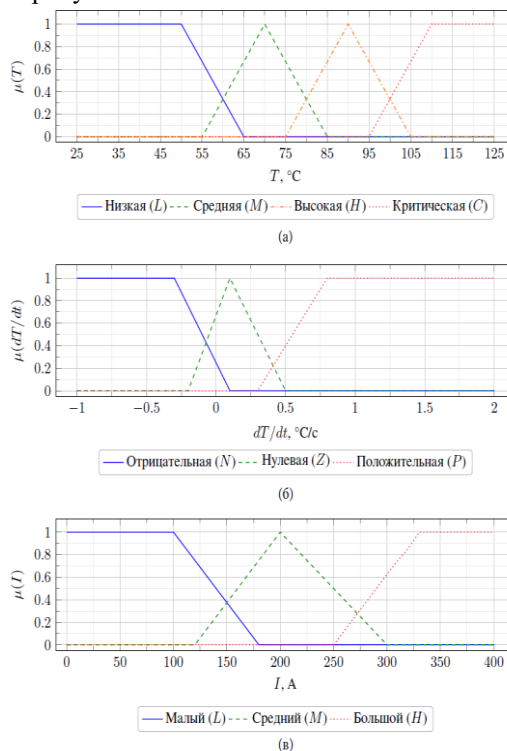 1
0.8
0.6
0.4
0.2
0
μ(T)
25 35 45 55 65 75 85 95 105 115 125
T, °C
Низкая (L) Средняя (M) Высокая (H) Критическая (C)
(а)
1
0.8
0.6
0.4
0.2
0
μ(dT/dt)
−1 −0.5 0 0.5 1 1.5 2
dT/dt, °C/c
Отрицательная (N) Нулевая (Z) Положительная (P)
(б)
1
0.8
0.6
0.4
0.2
0
μ(I)
0 50 100 150 200 250 300 350 400
I, А
Малый (L) Средний (M) Большой (H)
(в)